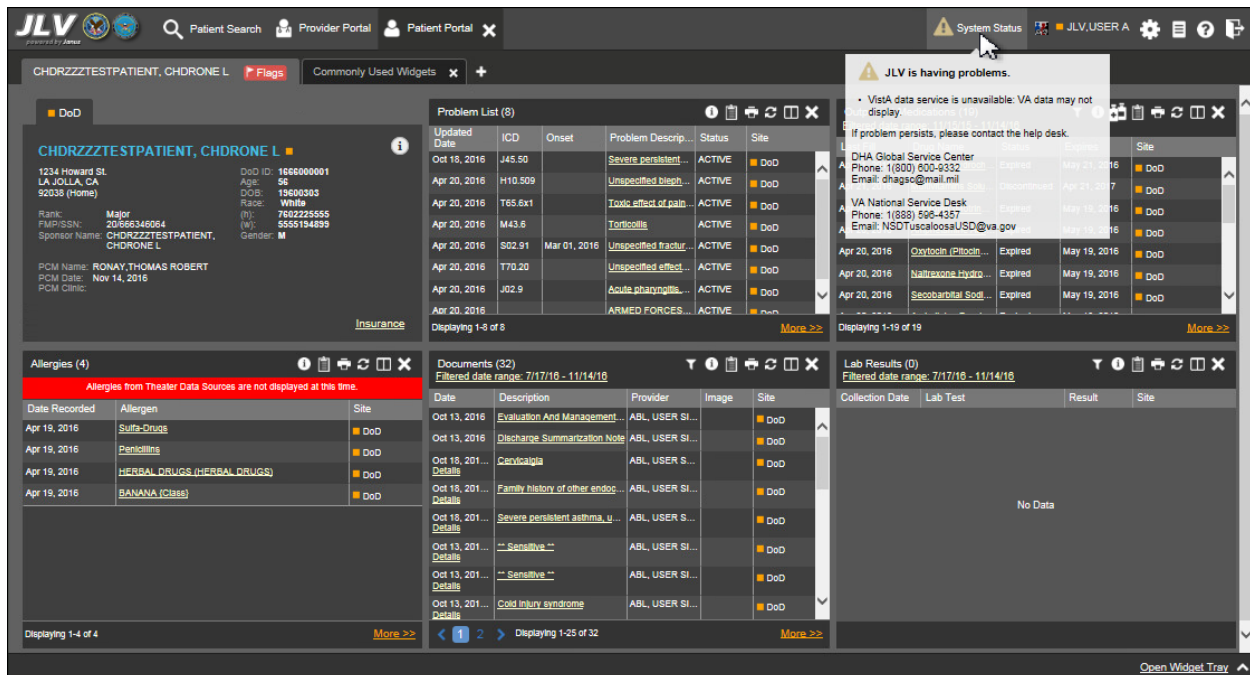 JLV
powered by Janus
Patient Search
Provider Portal
Patient Portal
System Status
JLV,USER A
CHDRZZZTESTPATIENT, CHDRONE L
Flags
Commonly Used Widgets
JLV is having problems.
• VistA data service is unavailable: VA data may not display.
If problem persists, please contact the help desk.
DHA Global Service Center
Phone: 1(800) 600-9332
Email: dhagsc@mail.mil
VA National Service Desk
Phone: 1(888) 596-4357
Email: NSDTuscaloosaUSD@va.gov
DoD
CHDRZZZTESTPATIENT, CHDRONE L
1234 Howard St.
LA JOLLA, CA
92038 (Home)
DoD ID: 1666000001
Age: 56
DOB: 19600303
Race: White
Rank: Major
(h): 7602225555
FMP/SSN: 20/666346064
(w): 5555194899
Sponsor Name: CHDRZZZTESTPATIENT, CHDRONE L
Gender: M
PCM Name: RONAY,THOMAS ROBERT
PCM Date: Nov 14, 2016
PCM Clinic:
Insurance
Problem List (8)
Updated Date ICD Onset Problem Descrip... Status Site
Oct 18, 2016 J45.50 Severe persistent... ACTIVE DoD
Apr 20, 2016 H10.509 Unspecified bleph... ACTIVE DoD
Apr 20, 2016 T65.6x1 Toxic effect of pain... ACTIVE DoD
Apr 20, 2016 M43.6 Torticollis ACTIVE DoD
Apr 20, 2016 S02.91 Mar 01, 2016 Unspecified fractur... ACTIVE DoD
Apr 20, 2016 T70.20 Unspecified effect... ACTIVE DoD
Apr 20, 2016 J02.9 Acute pharyngitis,... ACTIVE DoD
Apr 20, 2016 ARMED FORCES... ACTIVE DoD
Displaying 1-8 of 8
More >>
Site
DoD
DoD
DoD
DoD
Apr 20, 2016 Oxytocin (Pitocin... Expired May 19, 2016 DoD
Apr 20, 2016 Naltrexone Hydro... Expired May 19, 2016 DoD
Apr 20, 2016 Secobarbital Sodi... Expired May 19, 2016 DoD
Displaying 1-19 of 19
More >>
Allergies (4)
Allergies from Theater Data Sources are not displayed at this time.
Date Recorded Allergen Site
Apr 19, 2016 Sulfa-Drugs DoD
Apr 19, 2016 Penicillins DoD
Apr 19, 2016 HERBAL DRUGS (HERBAL DRUGS) DoD
Apr 19, 2016 BANANA {Class} DoD
Displaying 1-4 of 4
More >>
Documents (32)
Filtered date range: 7/17/16 - 11/14/16
Date Description Provider Image Site
Oct 13, 2016 Evaluation And Management... ABL, USER SI... DoD
Oct 13, 2016 Discharge Summarization Note ABL, USER SI... DoD
Oct 18, 201... Cervicalgia ABL, USER S... DoD
Details
Oct 18, 201... Family history of other endoc... ABL, USER SI... DoD
Details
Oct 18, 201... Severe persistent asthma, u... ABL, USER S... DoD
Details
Oct 13, 201... ** Sensitive ** ABL, USER SI... DoD
Details
Oct 13, 201... ** Sensitive ** ABL, USER SI... DoD
Details
Oct 13, 201... Cold injury syndrome ABL, USER SI... DoD
Details
1 2 Displaying 1-25 of 32
More >>
Lab Results (0)
Filtered date range: 7/17/16 - 11/14/16
Collection Date Lab Test Result Site
No Data
Open Widget Tray